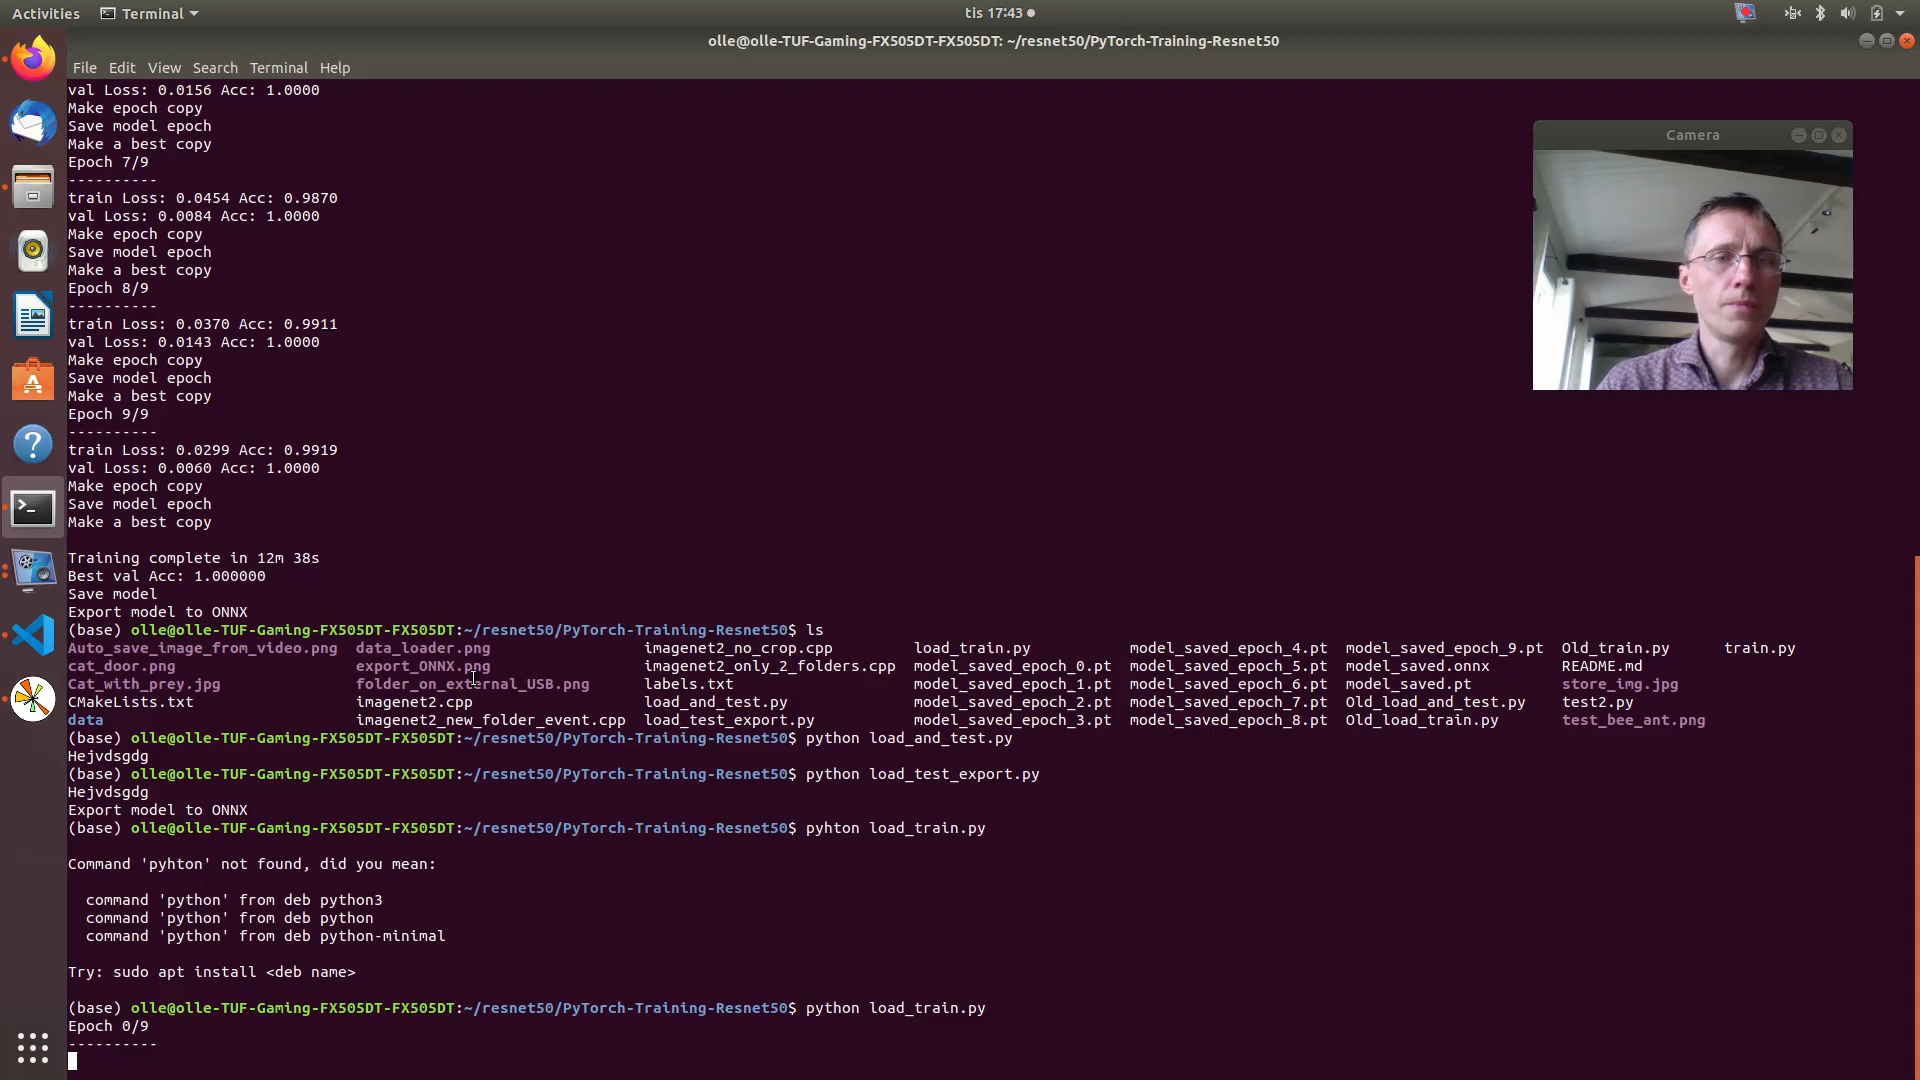 Activities Terminal tis 17:43
olle@olle-TUF-Gaming-FX505DT-FX505DT: ~/resnet50/PyTorch-Training-Resnet50
File Edit View Search Terminal Help
Camera
val Loss: 0.0156 Acc: 1.0000
Make epoch copy
Save model epoch
Make a best copy
Epoch 7/9
----------
train Loss: 0.0454 Acc: 0.9870
val Loss: 0.0084 Acc: 1.0000
Make epoch copy
Save model epoch
Make a best copy
Epoch 8/9
----------
train Loss: 0.0370 Acc: 0.9911
val Loss: 0.0143 Acc: 1.0000
Make epoch copy
Save model epoch
Make a best copy
Epoch 9/9
----------
train Loss: 0.0299 Acc: 0.9919
val Loss: 0.0060 Acc: 1.0000
Make epoch copy
Save model epoch
Make a best copy
Training complete in 12m 38s
Best val Acc: 1.000000
Save model
Export model to ONNX
(base) olle@olle-TUF-Gaming-FX505DT-FX505DT:~/resnet50/PyTorch-Training-Resnet50$ ls
Auto_save_image_from_video.png data_loader.png imagenet2_no_crop.cpp load_train.py model_saved_epoch_4.pt model_saved_epoch_9.pt Old_train.py train.py
cat_door.png export_ONNX.png imagenet2_only_2_folders.cpp model_saved_epoch_0.pt model_saved_epoch_5.pt model_saved.onnx README.md
Cat_with_prey.jpg folder_on_external_USB.png labels.txt model_saved_epoch_1.pt model_saved_epoch_6.pt model_saved.pt store_img.jpg
CMakeLists.txt imagenet2.cpp load_and_test.py model_saved_epoch_2.pt model_saved_epoch_7.pt Old_load_and_test.py test2.py
data imagenet2_new_folder_event.cpp load_test_export.py model_saved_epoch_3.pt model_saved_epoch_8.pt Old_load_train.py test_bee_ant.png
(base) olle@olle-TUF-Gaming-FX505DT-FX505DT:~/resnet50/PyTorch-Training-Resnet50$ python load_and_test.py
Hejvdsgdg
(base) olle@olle-TUF-Gaming-FX505DT-FX505DT:~/resnet50/PyTorch-Training-Resnet50$ python load_test_export.py
Hejvdsgdg
Export model to ONNX
(base) olle@olle-TUF-Gaming-FX505DT-FX505DT:~/resnet50/PyTorch-Training-Resnet50$ pyhton load_train.py
Command 'pyhton' not found, did you mean:
command 'python' from deb python3
command 'python' from deb python
command 'python' from deb python-minimal
Try: sudo apt install <deb name>
(base) olle@olle-TUF-Gaming-FX505DT-FX505DT:~/resnet50/PyTorch-Training-Resnet50$ python load_train.py
Epoch 0/9
----------